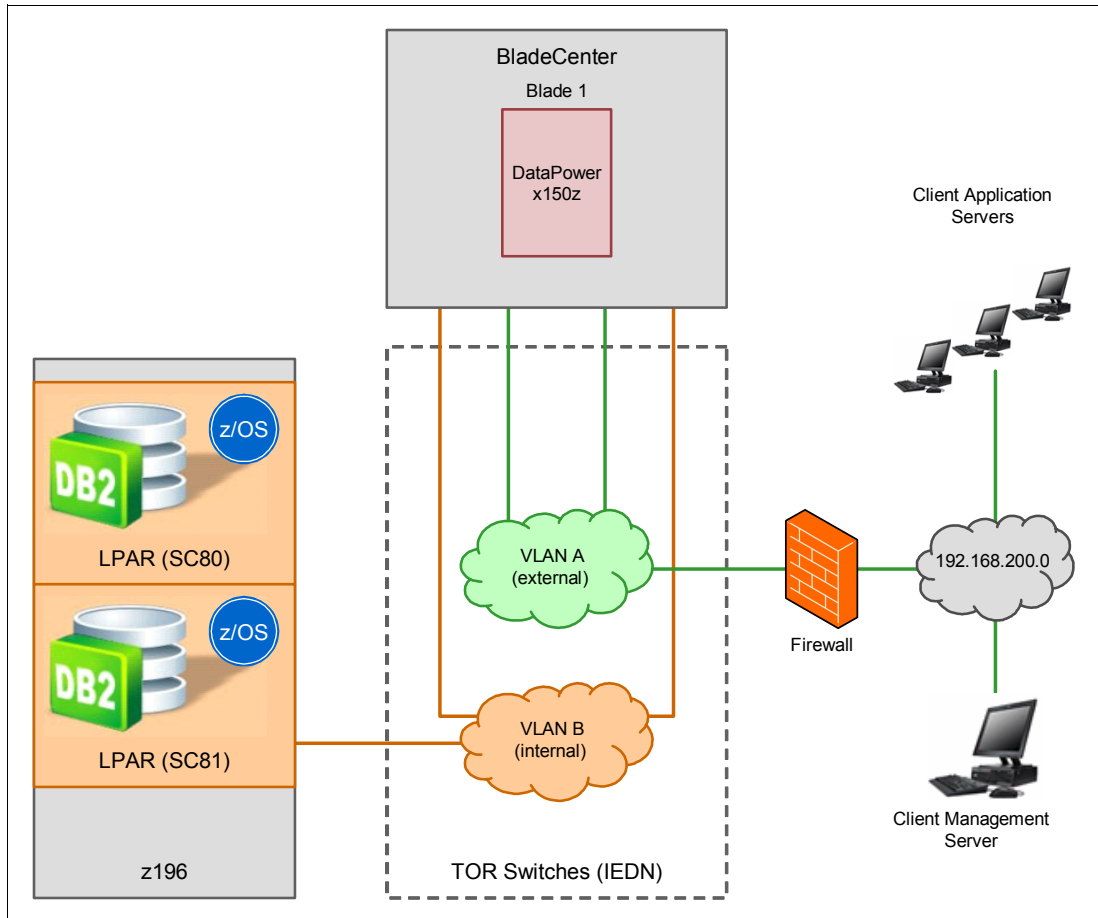 BladeCenter
Blade 1
DataPower
x150z
Client Application
Servers
z/OS
DB2
LPAR (SC80)
z/OS
DB2
LPAR (SC81)
z196
VLAN A
(external)
VLAN B
(internal)
TOR Switches (IEDN)
Firewall
192.168.200.0
Client Management
Server